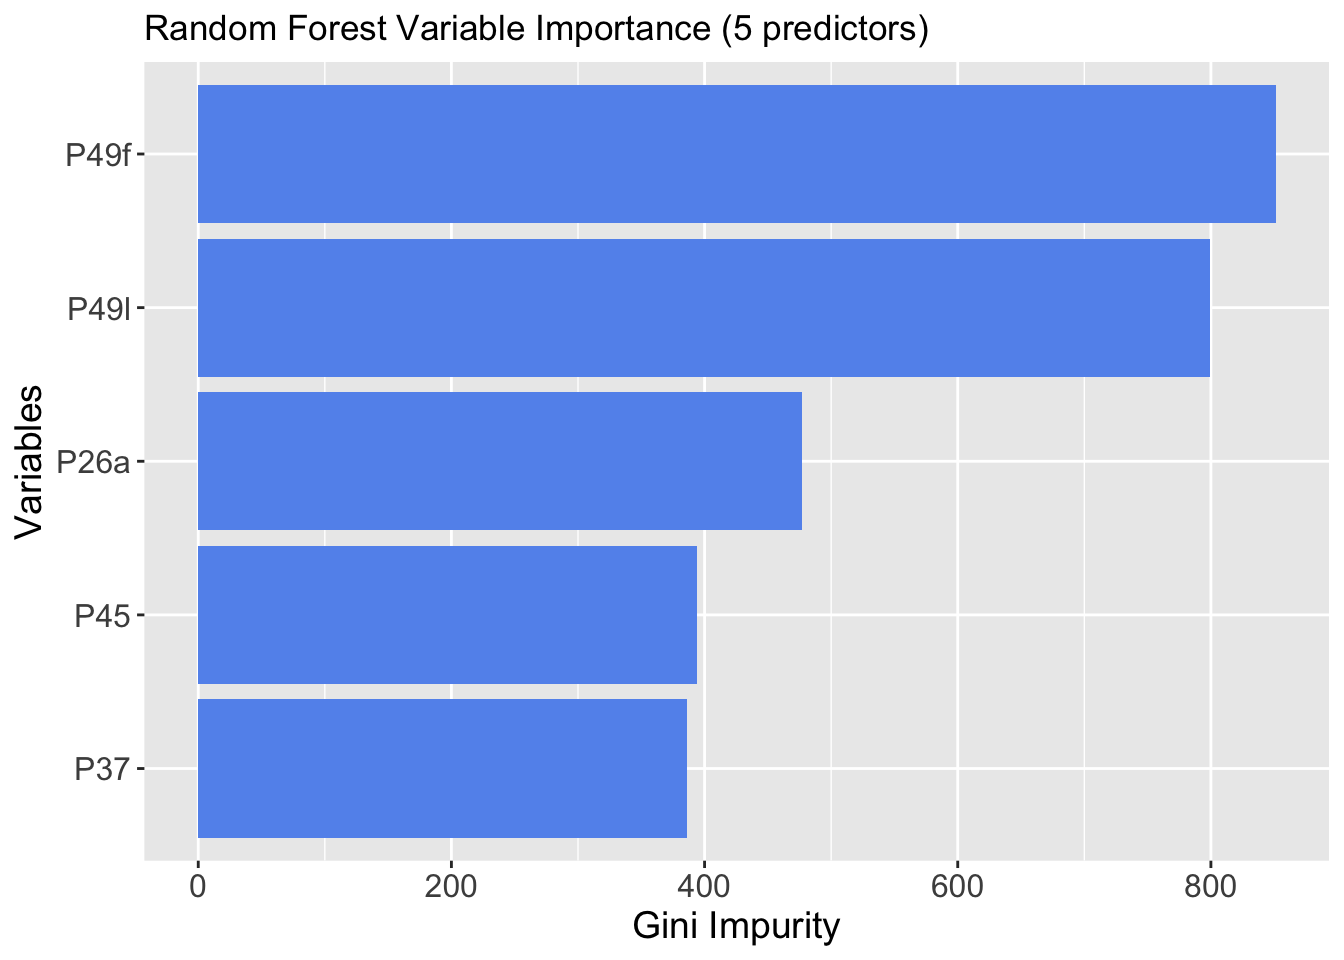 Random Forest Variable Importance (5 predictors)
P49f
P49l
P26a
P45
P37
Variables
0 200 400 600 800
Gini Impurity